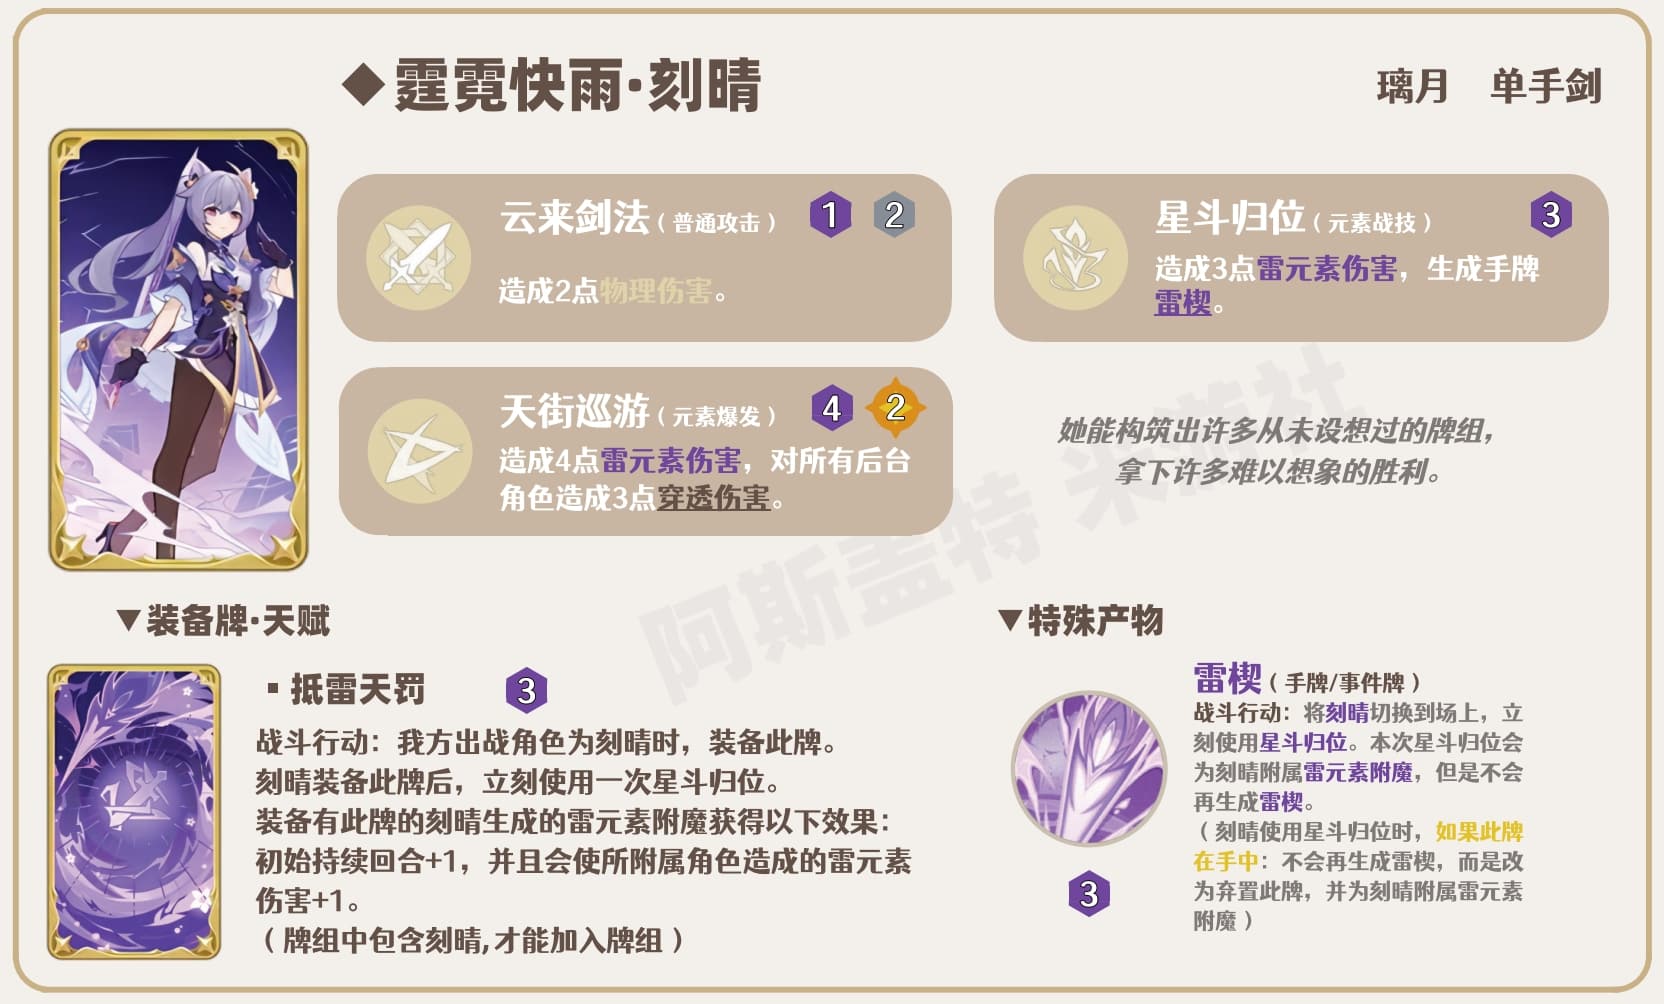 ◆霆霓快雨·刻晴
璃月 单手剑
云来剑法（普通攻击） 1 2
造成2点物理伤害。
星斗归位（元素战技） 3
造成3点雷元素伤害，生成手牌
雷楔。
天街巡游（元素爆发） 4 2
造成4点雷元素伤害，对所有后台
角色造成3点穿透伤害。
她能构筑出许多从未设想过的牌组，
拿下许多难以想象的胜利。
阿斯盖特 米游社
▼装备牌·天赋
▪抵雷天罚 3
战斗行动：我方出战角色为刻晴时，装备此牌。
刻晴装备此牌后，立刻使用一次星斗归位。
装备有此牌的刻晴生成的雷元素附魔获得以下效果：
初始持续回合+1，并且会使所附属角色造成的雷元素
伤害+1。
（牌组中包含刻晴,才能加入牌组）
▼特殊产物
3
雷楔（手牌/事件牌）
战斗行动：将刻晴切换到场上，立
刻使用星斗归位。本次星斗归位会
为刻晴附属雷元素附魔，但是不会
再生成雷楔。
（刻晴使用星斗归位时，如果此牌
在手中：不会再生成雷楔，而是改
为弃置此牌，并为刻晴附属雷元素
附魔）